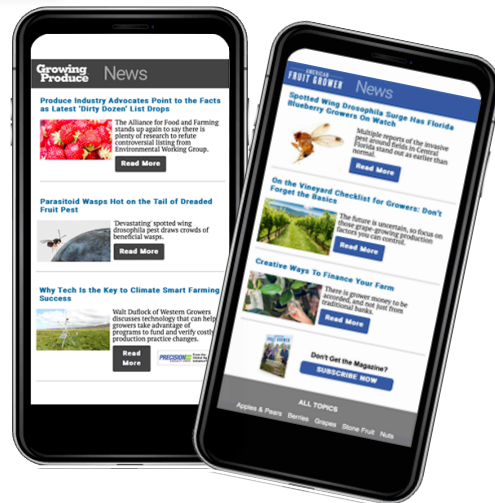 Growing
Produce
News
Produce Industry Advocates Point to the Facts
as Latest 'Dirty Dozen' List Drops
The Alliance for Food and Farming
stands up again to say there is
plenty of research to refute
controversial listing from
Environmental Working Group.
Read More
Parasitoid Wasps Hot on the Tail of Dreaded
Fruit Pest
'Devastating' spotted wing
drosophila pest draws crowds of
beneficial wasps.
Read More
Why Tech Is the Key to Climate Smart Farming
Success
Walt Duflock of Western Growers
discusses technology that can help
growers take advantage of
programs to fund and verify costly
production practice changes.
Read
More
PRECISION
AMERICAN
FRUIT GROWER
News
Spotted Wing Drosophila Surge Has Florida
Blueberry Growers On Watch
Multiple reports of the invasive
pest around fields in Central
Florida stand out as earlier than
normal.
Read More
On the Vineyard Checklist for Growers: Don't
Forget the Basics
The future is uncertain, so focus on
those grape-growing production
factors you can control.
Read More
Creative Ways To Finance Your Farm
There is grower money to be
accorded, and not just from
traditional banks.
Read More
FRUIT GROWER
Don't Get the Magazine?
SUBSCRIBE NOW
ALL TOPICS
Apples & Pears Berries Grapes Stone Fruit Nuts